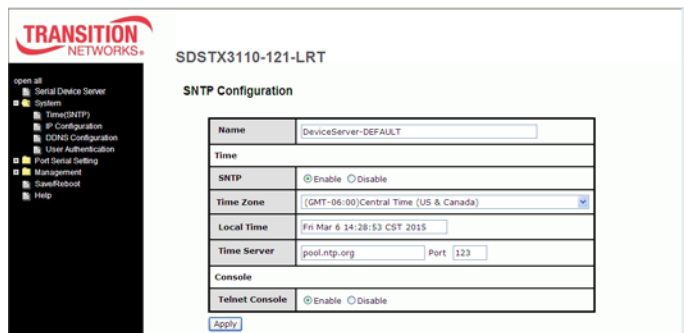 TRANSITION
NETWORKS®
SDSTX3110-121-LRT
open all
Serial Device Server
System
Time(SNTP)
IP Configuration
DDNS Configuration
User Authentication
Port Serial Setting
Management
Save/Reboot
Help
SNTP Configuration
Name DeviceServer-DEFAULT
Time
SNTP Enable Disable
Time Zone (GMT-06:00)Central Time (US & Canada)
Local Time Fri Mar 6 14:28:53 CST 2015
Time Server pool.ntp.org Port 123
Console
Telnet Console Enable Disable
Apply